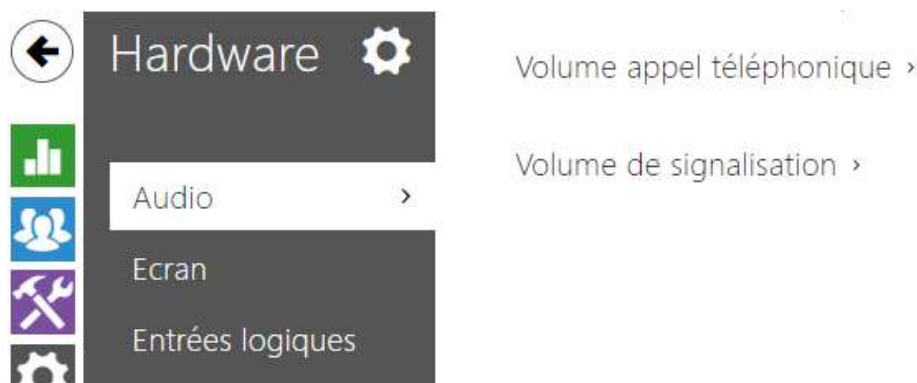 Hardware
Audio
Ecran
Entrées logiques
Volume appel téléphonique
Volume de signalisation